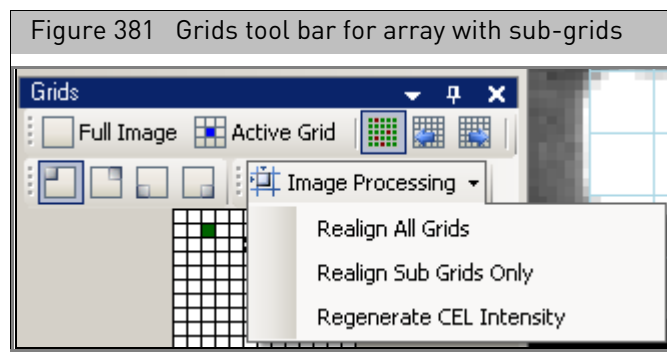 Figure 381 Grids tool bar for array with sub-grids
Grids
Full Image Active Grid
Image Processing
Realign All Grids
Realign Sub Grids Only
Regenerate CEL Intensity